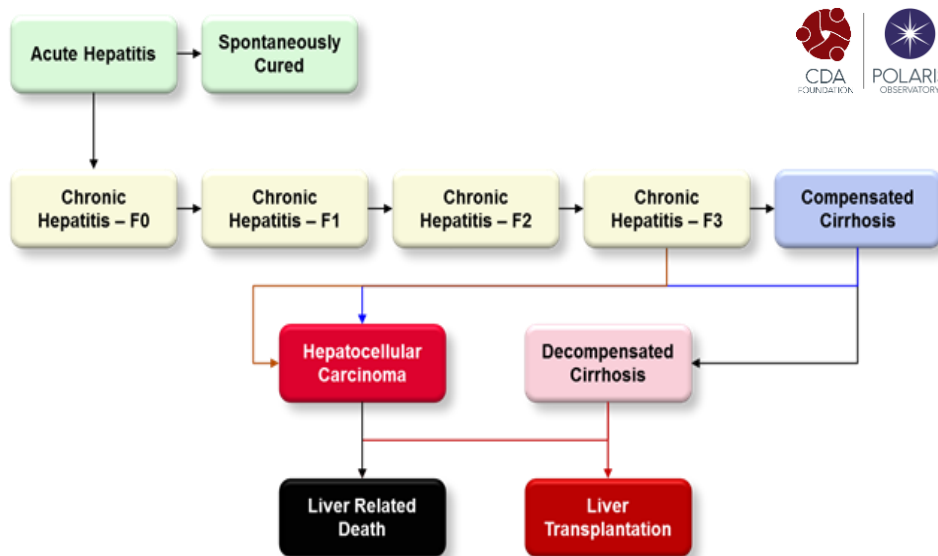 Acute Hepatitis
Spontaneously
Cured
CDA
FOUNDATION
POLARIS
OBSERVATORY
Chronic
Hepatitis – F0
Chronic
Hepatitis – F1
Chronic
Hepatitis – F2
Chronic
Hepatitis – F3
Compensated
Cirrhosis
Hepatocellular
Carcinoma
Decompensated
Cirrhosis
Liver Related
Death
Liver
Transplantation